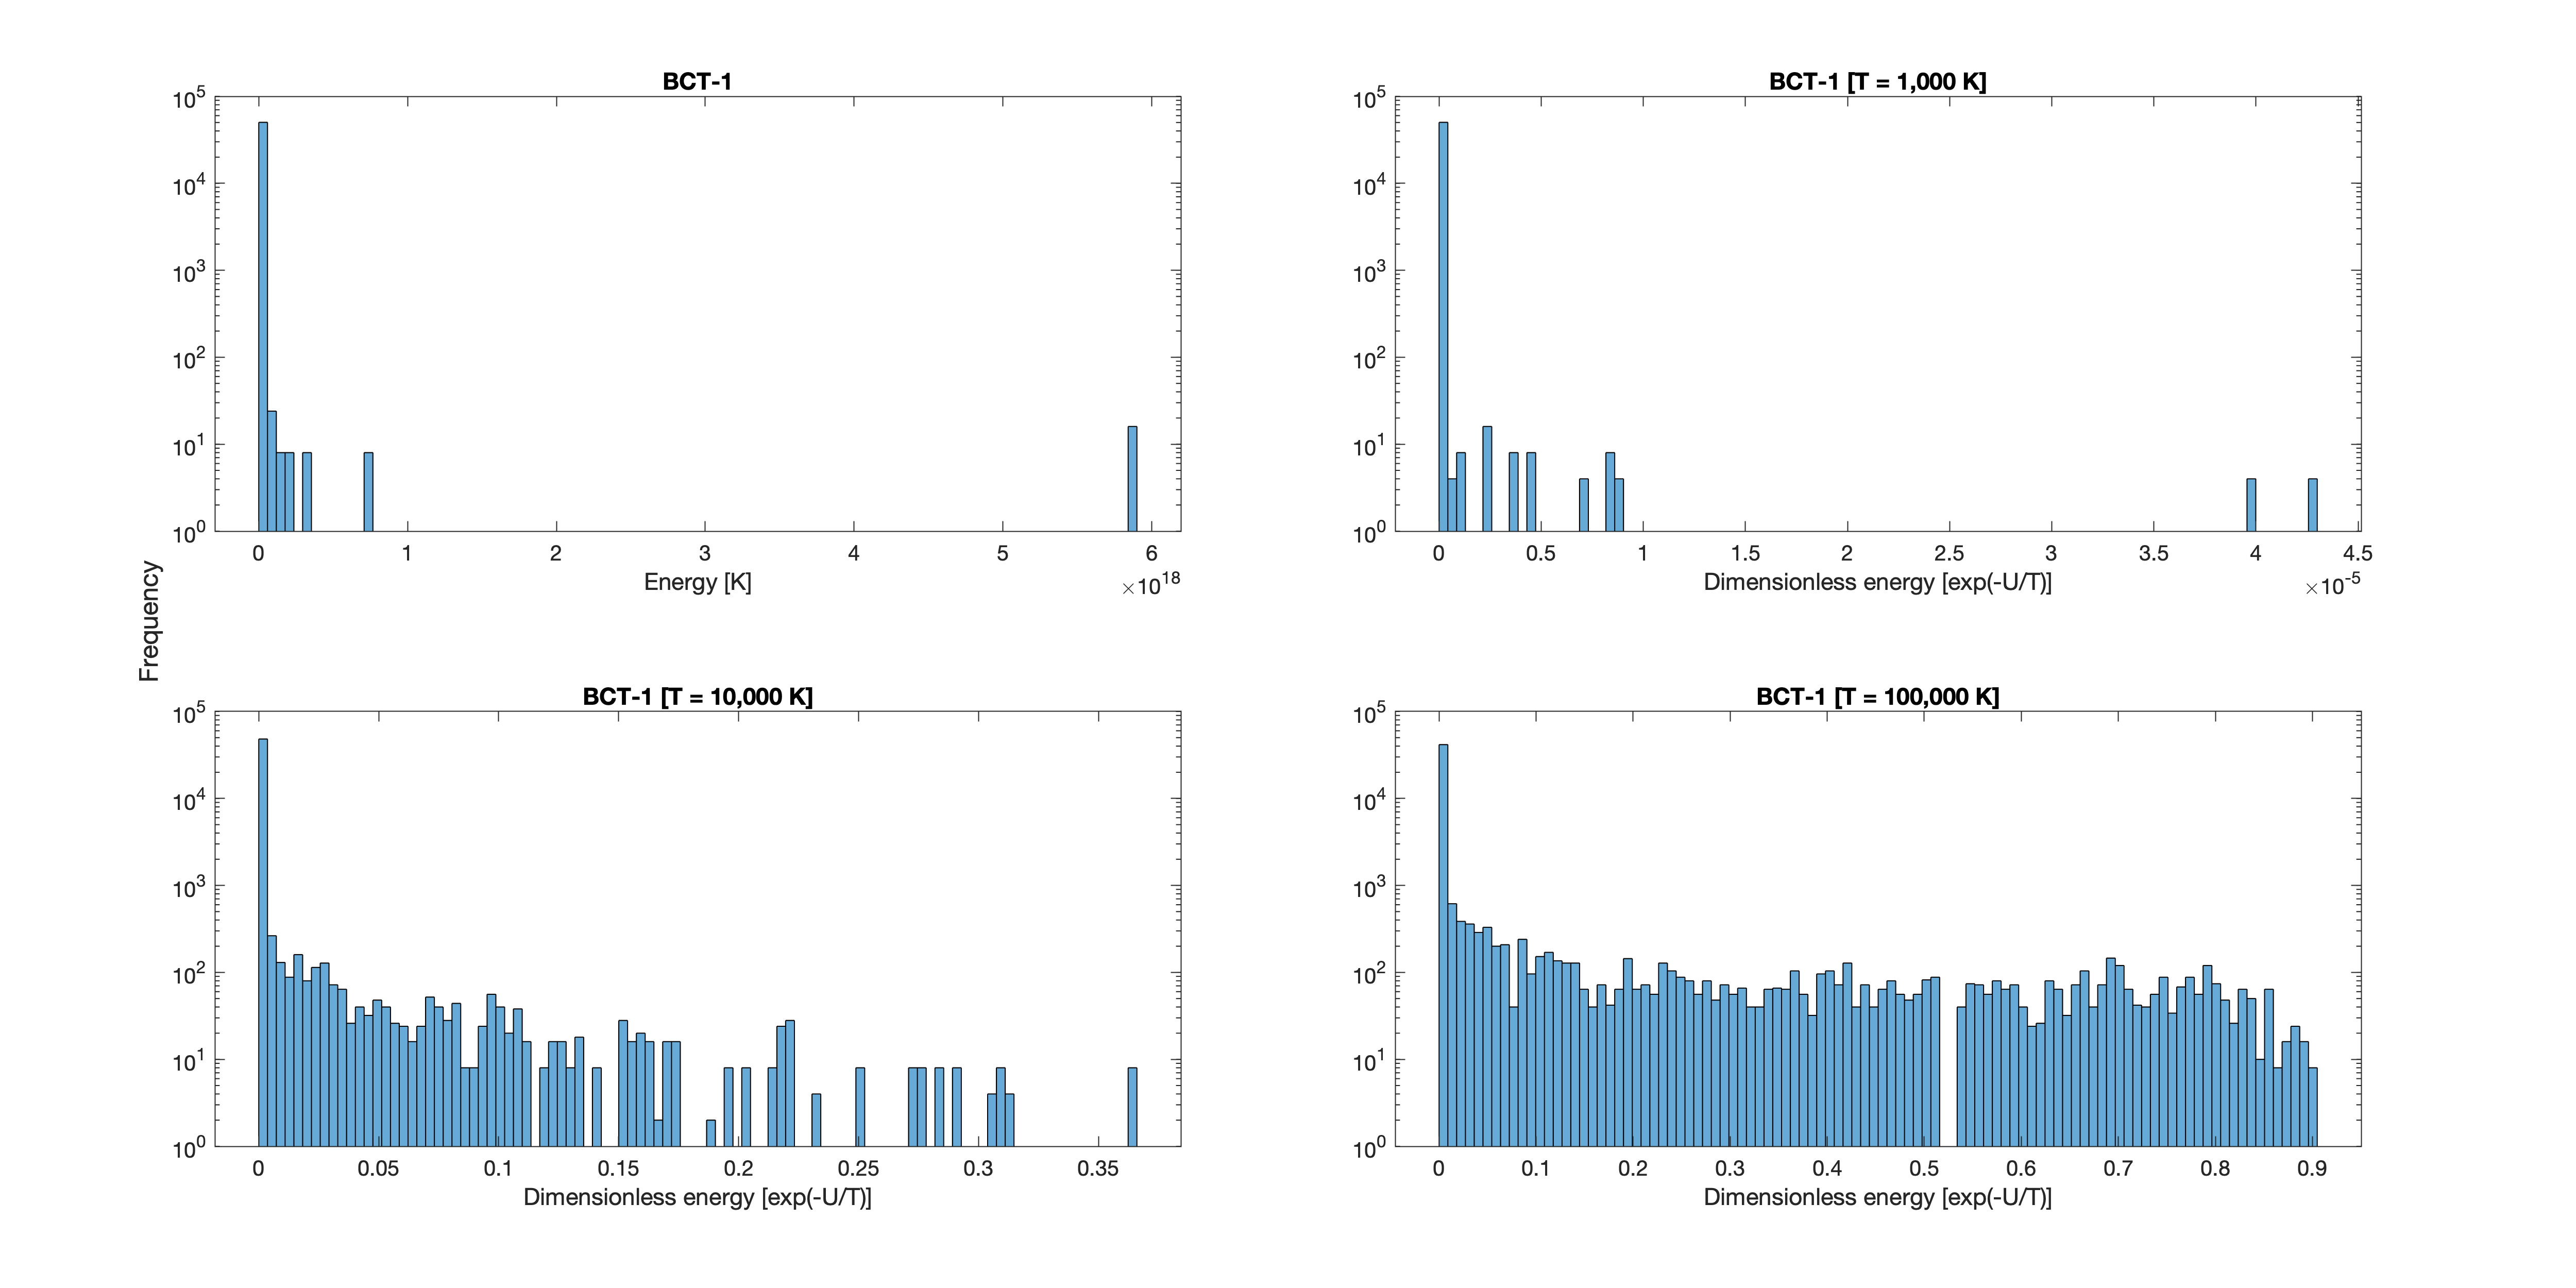 BCT-1
10^5
10^4
10^3
10^2
10^1
10^0
0 1 2 3 4 5 6
Energy [K]
×10^18
BCT-1 [T = 1,000 K]
10^5
10^4
10^3
10^2
10^1
10^0
0 0.5 1 1.5 2 2.5 3 3.5 4 4.5
Dimensionless energy [exp(-U/T)]
×10^-5
Frequency
BCT-1 [T = 10,000 K]
10^5
10^4
10^3
10^2
10^1
10^0
0 0.05 0.1 0.15 0.2 0.25 0.3 0.35
Dimensionless energy [exp(-U/T)]
BCT-1 [T = 100,000 K]
10^5
10^4
10^3
10^2
10^1
10^0
0 0.1 0.2 0.3 0.4 0.5 0.6 0.7 0.8 0.9
Dimensionless energy [exp(-U/T)]